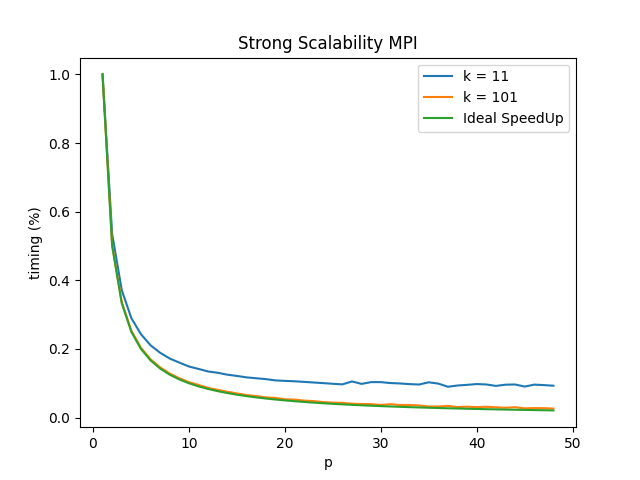 Strong Scalability MPI
k = 11
k = 101
Ideal SpeedUp
timing (%)
1.0
0.8
0.6
0.4
0.2
0.0
0 10 20 30 40 50
p